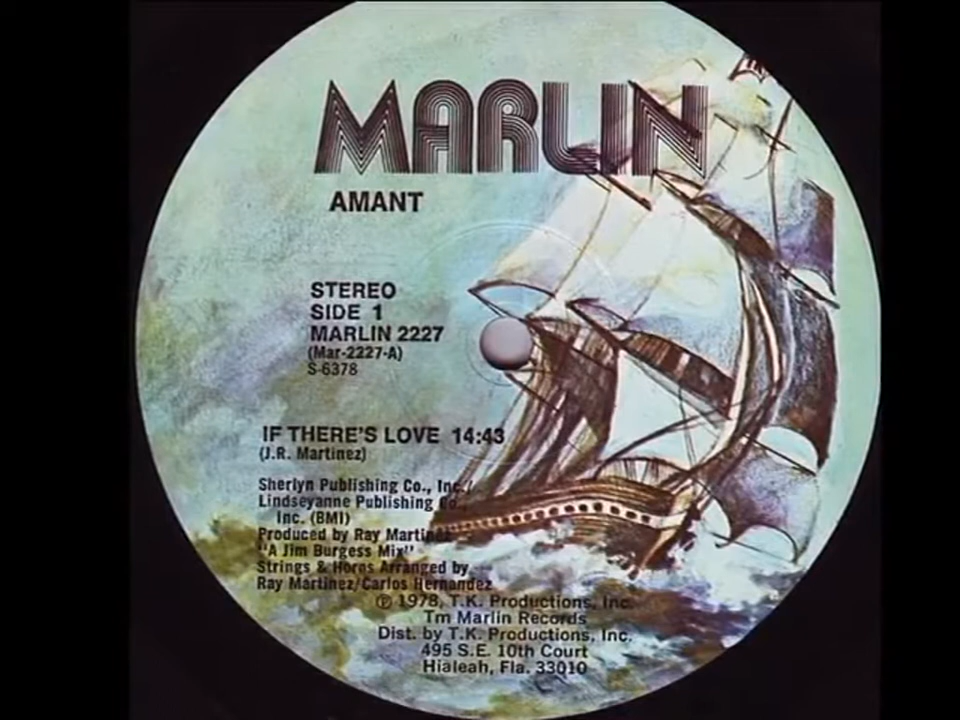 MARLIN
AMANT
STEREO
SIDE 1
MARLIN 2227
(Mar-2227-A)
S-6378
IF THERE'S LOVE 14:43
(J.R. Martinez)
Sherlyn Publishing Co., Inc./
Lindseyanne Publishing Co.,
Inc. (BMI)
Produced by Ray Martinez
"A Jim Burgess Mix"
Strings & Horns Arranged by
Ray Martinez/Carlos Hernandez
℗ 1978, T.K. Productions, Inc.
Tm Marlin Records
Dist. by T.K. Productions, Inc.
495 S.E. 10th Court
Hialeah, Fla. 33010